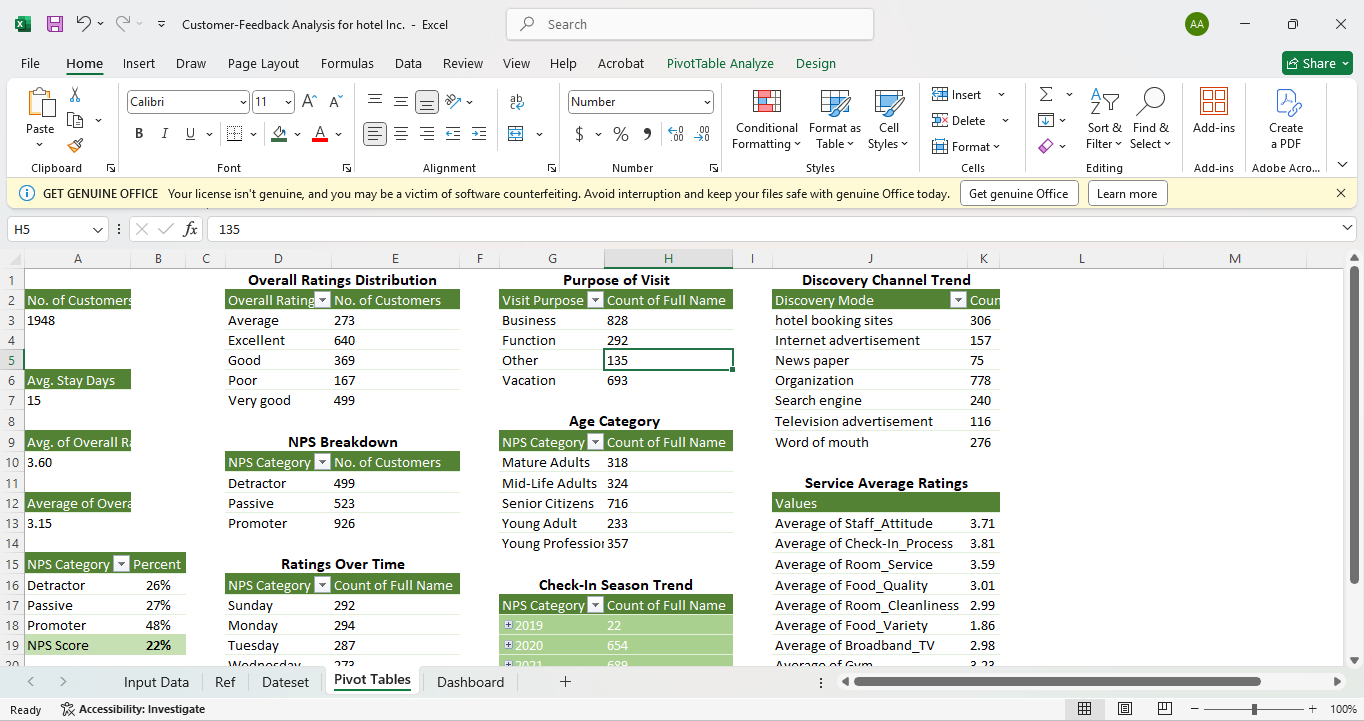 Customer-Feedback Analysis for hotel Inc. - Excel
Search
AA
File Home Insert Draw Page Layout Formulas Data Review View Help Acrobat PivotTable Analyze Design Share
Paste
Calibri 11
B I U
ab
Number
$ %
Conditional Formatting
Format as Table
Cell Styles
Insert
Delete
Format
Sort & Filter
Find & Select
Add-ins
Create a PDF
Clipboard Font Alignment Number Styles Cells Editing Add-ins Adobe Acro...
GET GENUINE OFFICE Your license isn't genuine, and you may be a victim of software counterfeiting. Avoid interruption and keep your files safe with genuine Office today. Get genuine Office Learn more
H5 fx 135
A B C D E F G H I J K L M
1 Overall Ratings Distribution Purpose of Visit Discovery Channel Trend
2 No. of Customers Overall Rating No. of Customers Visit Purpose Count of Full Name Discovery Mode Coun
3 1948 Average 273 Business 828 hotel booking sites 306
4 Excellent 640 Function 292 Internet advertisement 157
5 Good 369 Other 135 News paper 75
6 Avg. Stay Days Poor 167 Vacation 693 Organization 778
7 15 Very good 499 Search engine 240
8 Age Category Television advertisement 116
9 Avg. of Overall Ra NPS Breakdown NPS Category Count of Full Name Word of mouth 276
10 3.60 NPS Category No. of Customers Mature Adults 318
11 Detractor 499 Mid-Life Adults 324 Service Average Ratings
12 Average of Overa Passive 523 Senior Citizens 716 Values
13 3.15 Promoter 926 Young Adult 233 Average of Staff_Attitude 3.71
14 Young Profession 357 Average of Check-In_Process 3.81
15 NPS Category Percent Ratings Over Time Average of Room_Service 3.59
16 Detractor 26% NPS Category Count of Full Name Check-In Season Trend Average of Food_Quality 3.01
17 Passive 27% Sunday 292 NPS Category Count of Full Name Average of Room_Cleanliness 2.99
18 Promoter 48% Monday 294 2019 22 Average of Food_Variety 1.86
19 NPS Score 22% Tuesday 287 2020 654 Average of Broadband_TV 2.98
20 Wednesday 273 2021 689 Average of Gym 3.23
Input Data Ref Dateset Pivot Tables Dashboard
Ready Accessibility: Investigate 100%